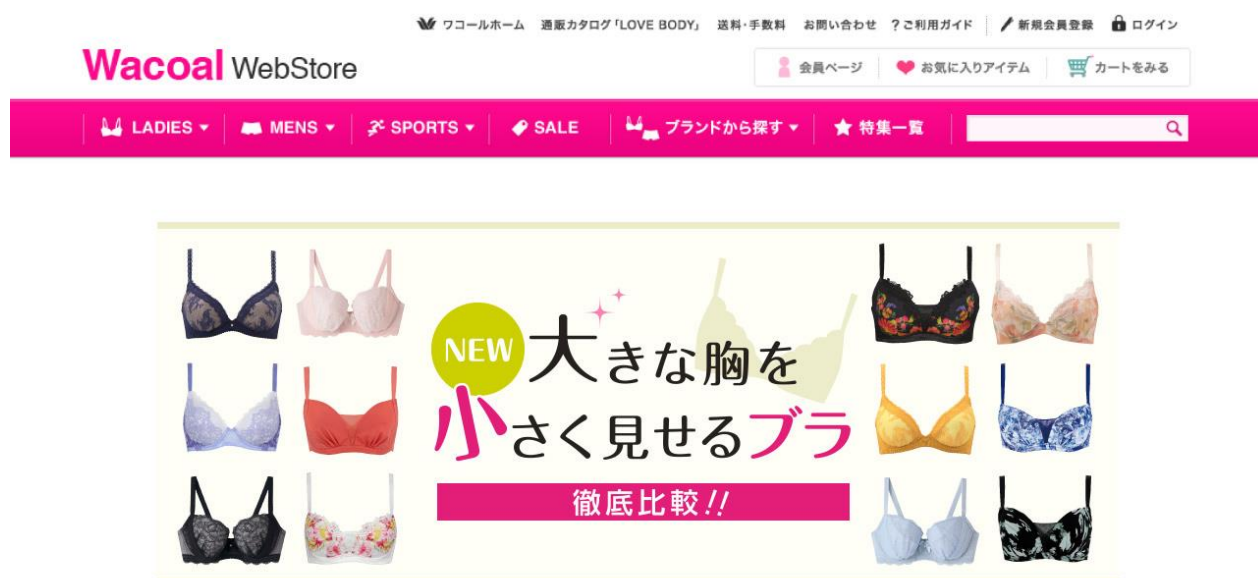 ワコールホーム 通販カタログ「LOVE BODY」 送料・手数料 お問い合わせ ?ご利用ガイド 新規会員登録 ログイン
Wacoal WebStore
会員ページ お気に入りアイテム カートをみる
LADIES ▼ MENS ▼ SPORTS ▼ SALE ブランドから探す ▼ ★ 特集一覧
NEW 大きな胸を
小さく見せるブラ
徹底比較!!